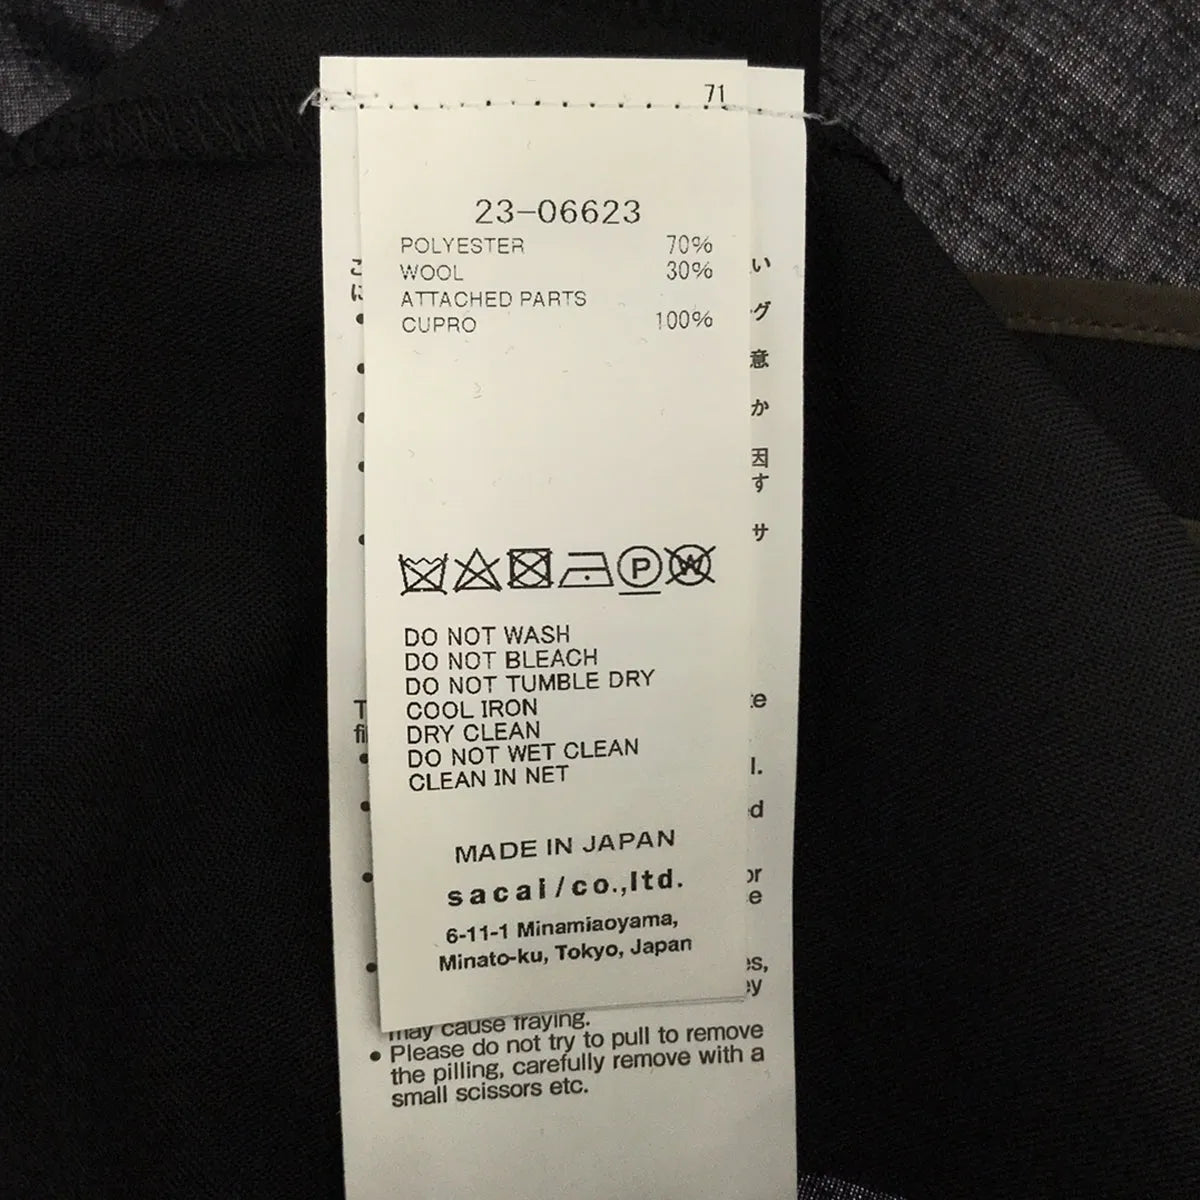 71
23-06623
POLYESTER 70%
WOOL 30%
ATTACHED PARTS
CUPRO 100%
P W
DO NOT WASH
DO NOT BLEACH
DO NOT TUMBLE DRY
COOL IRON
DRY CLEAN
DO NOT WET CLEAN
CLEAN IN NET
MADE IN JAPAN
sacai/co.,ltd.
6-11-1 Minamiaoyama,
Minato-ku, Tokyo, Japan
may cause fraying.
• Please do not try to pull to remove
the pilling, carefully remove with a
small scissors etc.